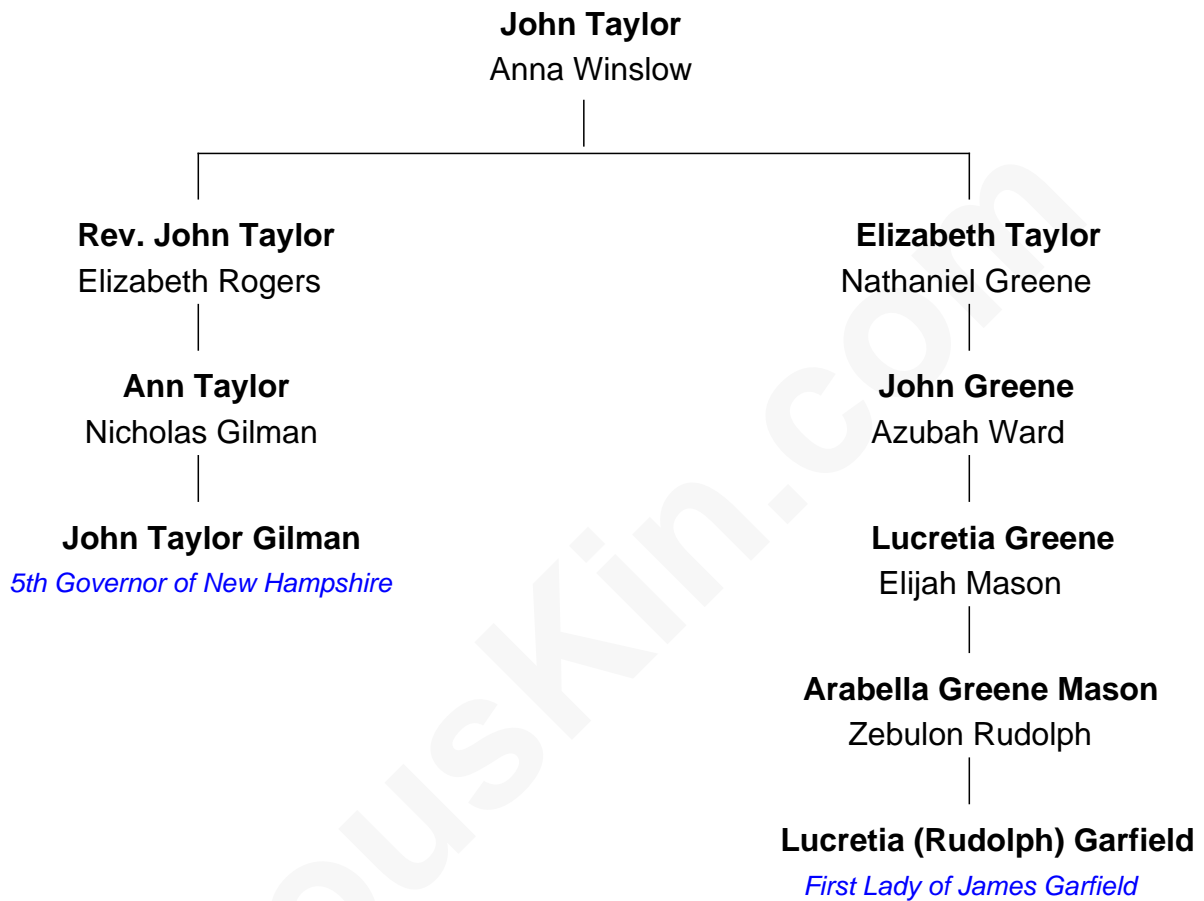 John Taylor
Anna Winslow
Rev. John Taylor
Elizabeth Rogers
Elizabeth Taylor
Nathaniel Greene
Ann Taylor
Nicholas Gilman
John Greene
Azubah Ward
John Taylor Gilman
5th Governor of New Hampshire
Lucretia Greene
Elijah Mason
Arabella Greene Mason
Zebulon Rudolph
Lucretia (Rudolph) Garfield
First Lady of James Garfield
ousKin.com